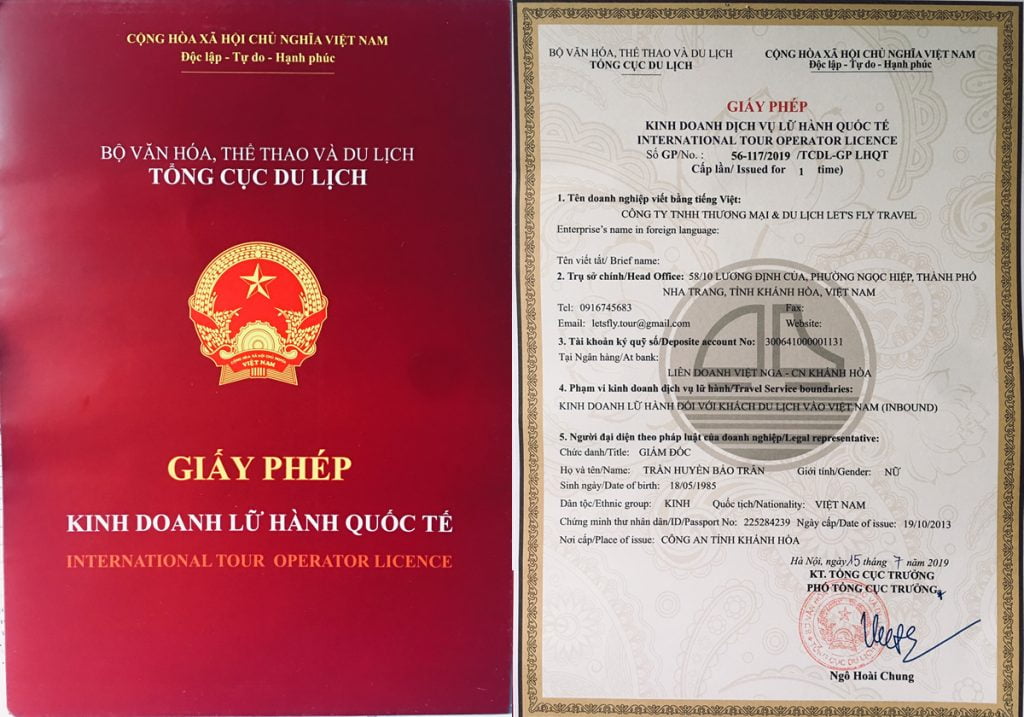 CỘNG HÒA XÃ HỘI CHỦ NGHĨA VIỆT NAM
Độc lập - Tự do - Hạnh phúc
BỘ VĂN HÓA, THỂ THAO VÀ DU LỊCH
TỔNG CỤC DU LỊCH
CỘNG HÒA XÃ HỘI CHỦ NGHĨA
VIỆT NAM
GIẤY PHÉP
KINH DOANH LỮ HÀNH QUỐC TẾ
INTERNATIONAL TOUR OPERATOR LICENCE
BỘ VĂN HÓA, THỂ THAO VÀ DU LỊCH
TỔNG CỤC DU LỊCH
CỘNG HÒA XÃ HỘI CHỦ NGHĨA VIỆT NAM
Độc lập - Tự do - Hạnh phúc
GIẤY PHÉP
KINH DOANH DỊCH VỤ LỮ HÀNH QUỐC TẾ
INTERNATIONAL TOUR OPERATOR LICENCE
Số GP/No. : 56-117/2019 /TCDL-GP LHQT
Cấp lần/ Issued for 1 time)
1. Tên doanh nghiệp viết bằng tiếng Việt:
CÔNG TY TNHH THƯƠNG MẠI & DU LỊCH LET'S FLY TRAVEL
Enterprise's name in foreign language:
Tên viết tắt/ Brief name:
2. Trụ sở chính/Head Office: 58/10 LƯƠNG ĐỊNH CỦA, PHƯỜNG NGỌC HIỆP, THÀNH PHỐ
NHA TRANG, TỈNH KHÁNH HÒA, VIỆT NAM
Tel: 0916745683 Fax:
Email: letsfly.tour@gmail.com Website:
3. Tài khoản ký quỹ số/Deposite account No: 300641000001131
Tại Ngân hàng/At bank:
LIÊN DOANH VIỆT NGA - CN KHÁNH HÒA
4. Phạm vi kinh doanh dịch vụ lữ hành/Travel Service boundaries:
KINH DOANH LỮ HÀNH ĐỐI VỚI KHÁCH DU LỊCH VÀO VIỆT NAM (INBOUND)
5. Người đại diện theo pháp luật của doanh nghiệp/Legal representative:
Chức danh/Title: GIÁM ĐỐC
Họ và tên/Name: TRẦN HUYỀN BẢO TRÂN Giới tính/Gender: NỮ
Sinh ngày/Date of birth: 18/05/1985
Dân tộc/Ethnic group: KINH Quốc tịch/Nationality: VIỆT NAM
Chứng minh thư nhân dân/ID/Passport No: 225284239 Ngày cấp/Date of issue: 19/10/2013
Nơi cấp/Place of issue: CÔNG AN TỈNH KHÁNH HÒA
Hà Nội, ngày 15 tháng 7 năm 2019
KT. TỔNG CỤC TRƯỞNG
PHÓ TỔNG CỤC TRƯỞNG
TỔNG CỤC DU LỊCH
Ngô Hoài Chung